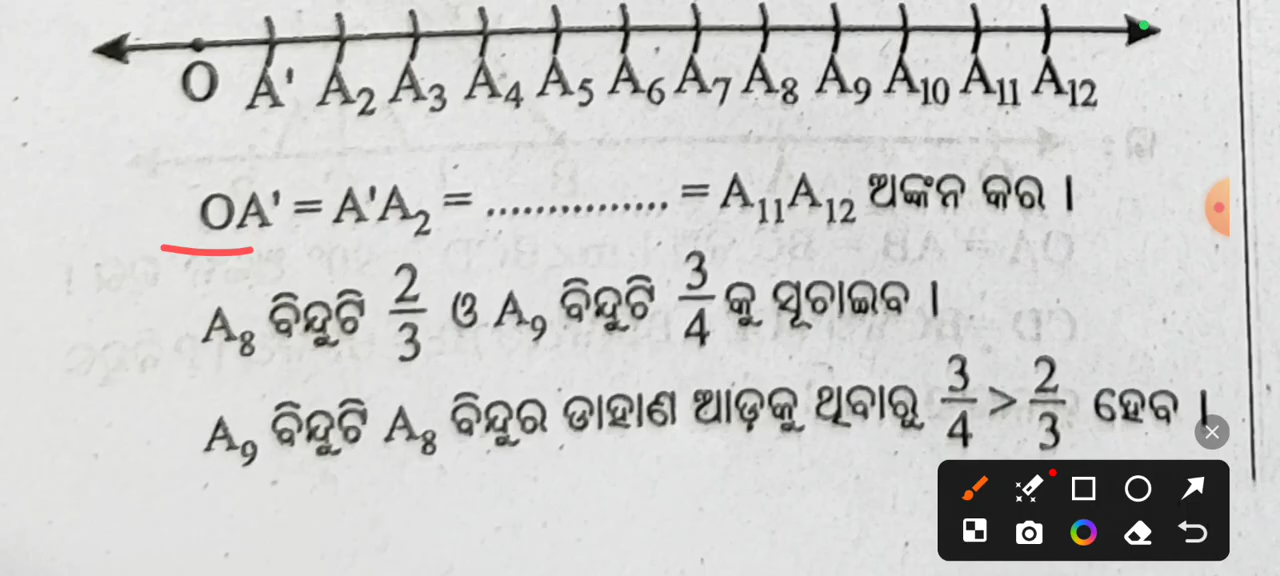 O A' A₂ A₃ A₄ A₅ A₆ A₇ A₈ A₉ A₁₀ A₁₁ A₁₂
OA' = A'A₂ = ............... = A₁₁A₁₂ ଅଙ୍କନ କର ।
A₈ ବିନ୍ଦୁଟି 2/3 ଓ A₉ ବିନ୍ଦୁଟି 3/4 କୁ ସୂଚାଇବ ।
A₉ ବିନ୍ଦୁଟି A₈ ବିନ୍ଦୁର ଡାହାଣ ଆଡ଼କୁ ଥିବାରୁ 3/4 > 2/3 ହେବ ।